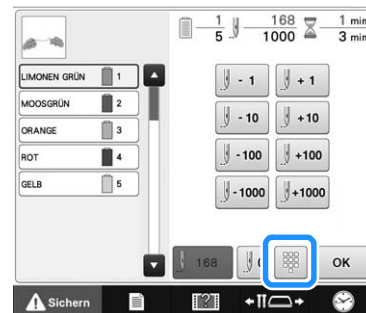 1
5
168
1000
1 min
3 min
LIMONEN GRÜN 1
MOOSGRÜN 2
ORANGE 3
ROT 4
GELB 5
- 1 + 1
- 10 + 10
- 100 +100
- 1000 +1000
168 OK
Sichern